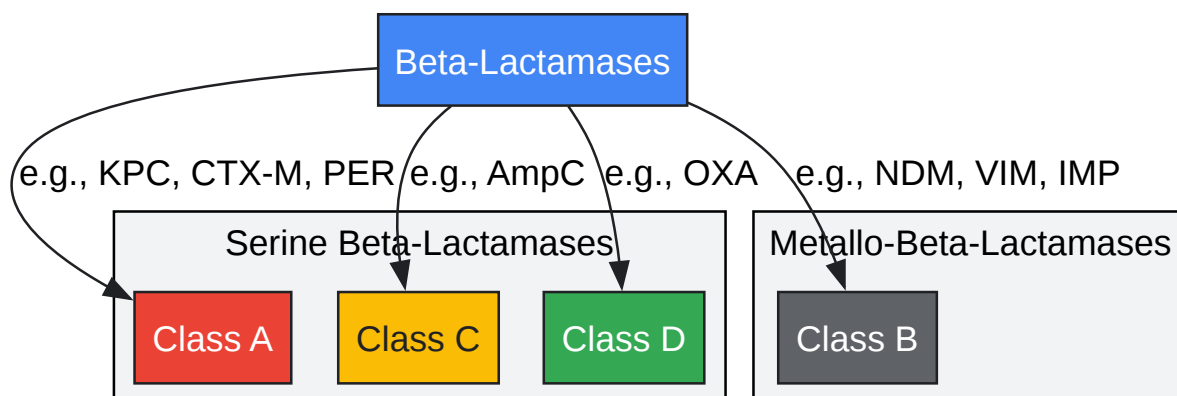 Beta-Lactamases
e.g., KPC, CTX-M, PER
e.g., AmpC
e.g., OXA
e.g., NDM, VIM, IMP
Serine Beta-Lactamases
Metallo-Beta-Lactamases
Class A
Class C
Class D
Class B